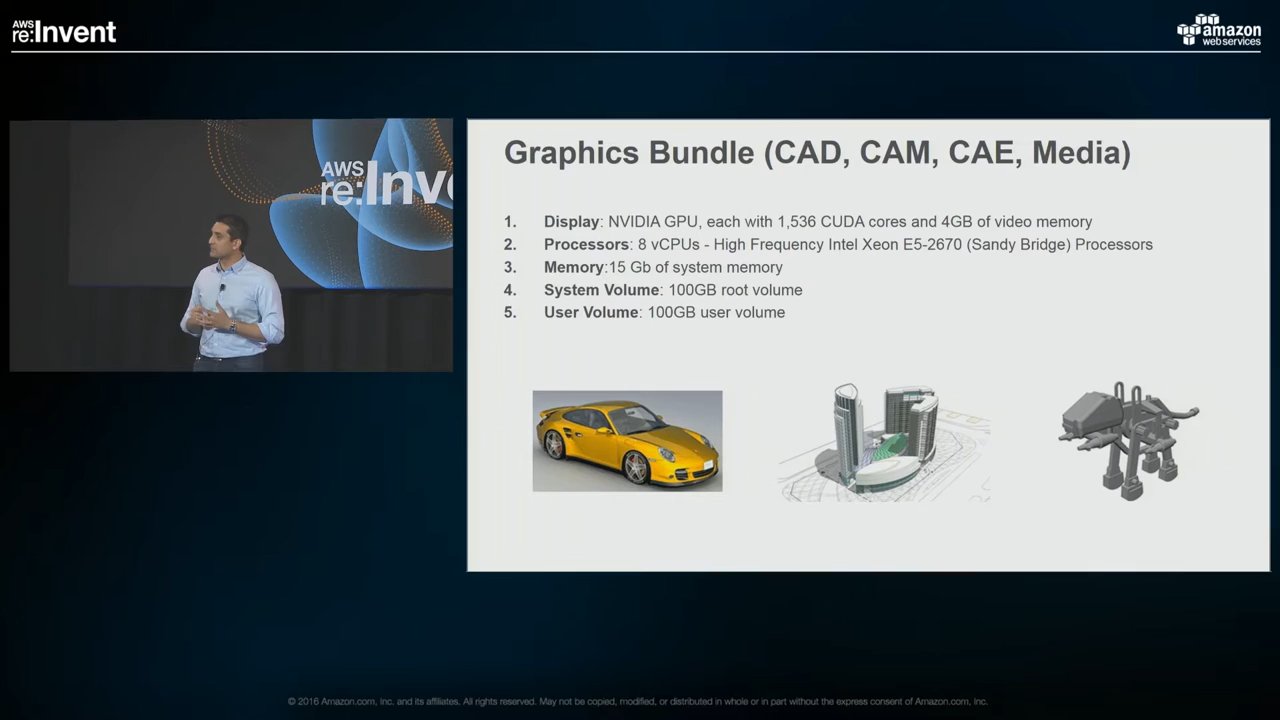 AWS
re:Invent
amazon
web services
AWS
re:Inve
Graphics Bundle (CAD, CAM, CAE, Media)
1. Display: NVIDIA GPU, each with 1,536 CUDA cores and 4GB of video memory
2. Processors: 8 vCPUs - High Frequency Intel Xeon E5-2670 (Sandy Bridge) Processors
3. Memory:15 Gb of system memory
4. System Volume: 100GB root volume
5. User Volume: 100GB user volume
© 2016 Amazon.com, Inc. and its affiliates. All rights reserved. May not be copied, modified, or distributed in whole or in part without the express consent of Amazon.com, Inc.